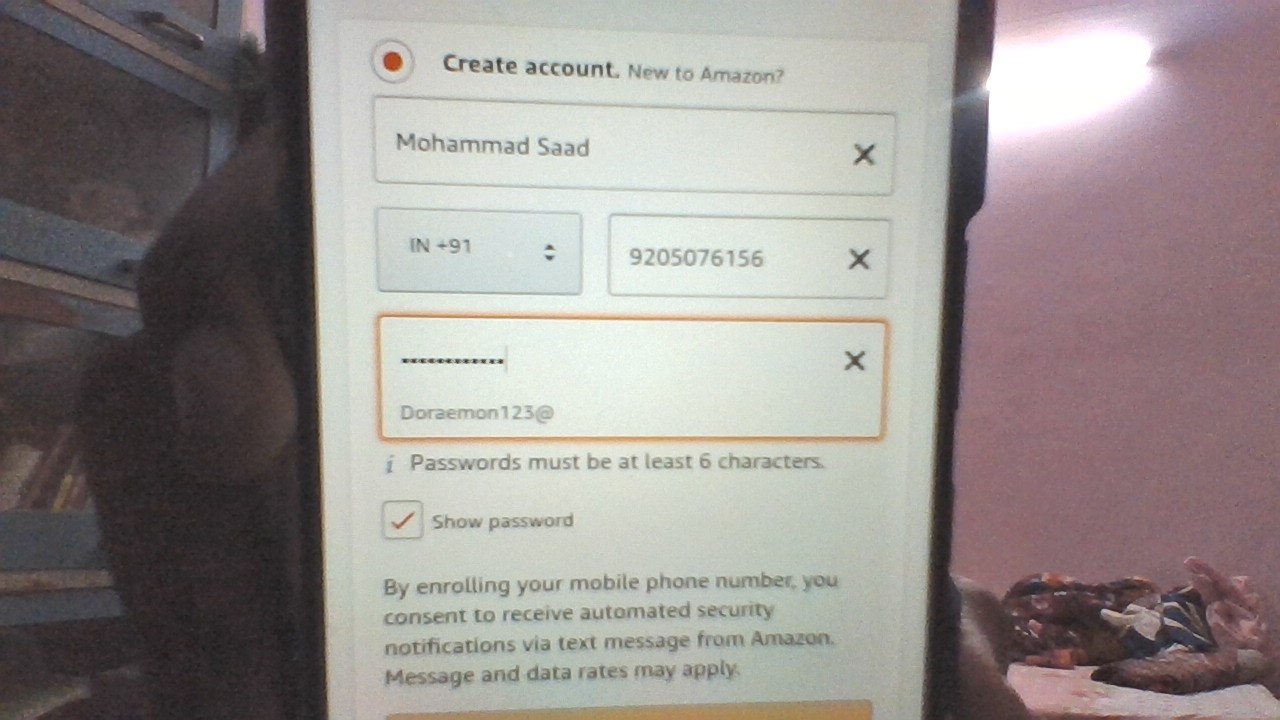 Create account. New to Amazon?
Mohammad Saad
IN +91
9205076156
•••••••••••••
Doraemon123@
i Passwords must be at least 6 characters.
Show password
By enrolling your mobile phone number, you
consent to receive automated security
notifications via text message from Amazon.
Message and data rates may apply.